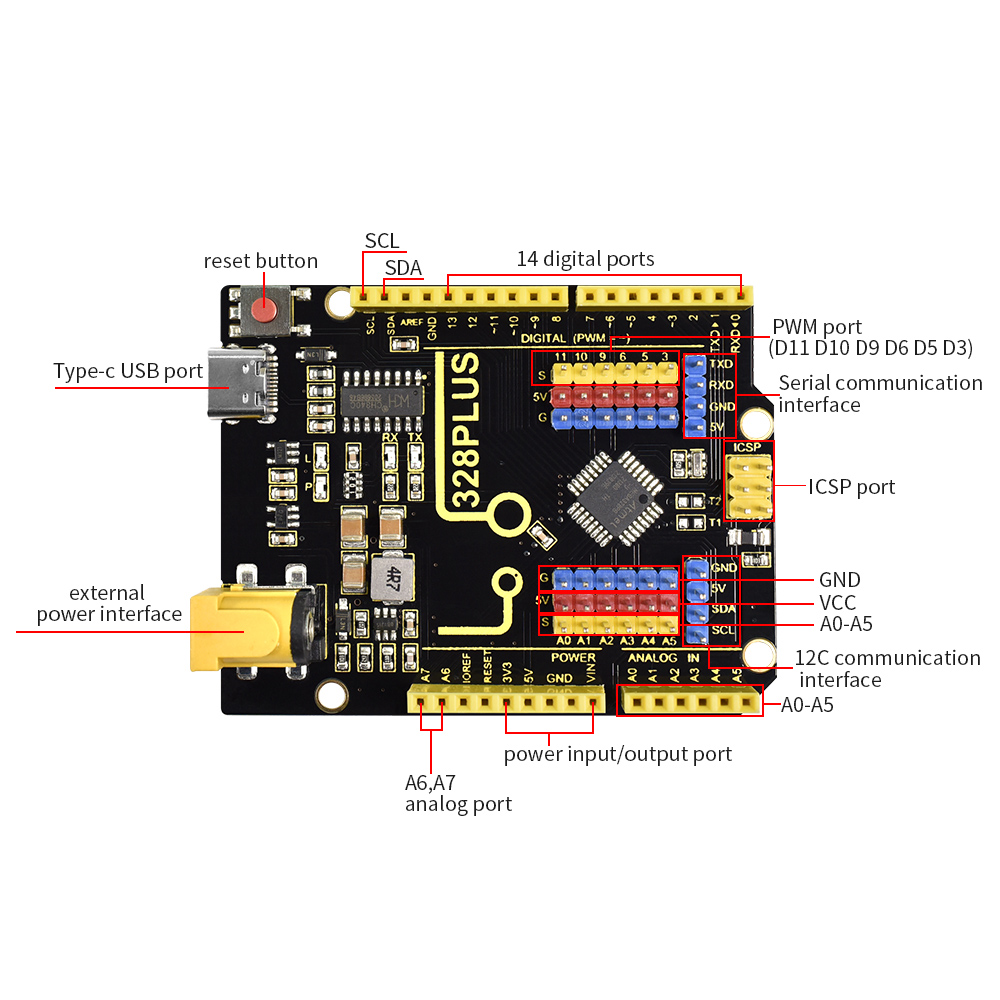 SCL
reset button
SDA
14 digital ports
SCL
SDA
AREF
GND
13
12
~11
~10
~9
8
7
~6
~5
4
~3
2
TXD▸1
RXD◂0
DIGITAL (PWM ~)
PWM port
(D11 D10 D9 D6 D5 D3)
Type-c USB port
11 10 9 6 5 3
S
5V
G
TXD
RXD
GND
5V
Serial communication
interface
328PLUS
RX TX
L
P
ICSP
ICSP port
T2
T1
4R7
G
5V
S
A0 A1 A2 A3 A4 A5
GND
5V
SDA
SCL
GND
VCC
A0-A5
external
power interface
POWER
ANALOG IN
A7
A6
IOREF
RESET
3V3
5V
GND
VIN
A0
A1
A2
A3
A4
A5
12C communication
interface
A0-A5
power input/output port
A6,A7
analog port